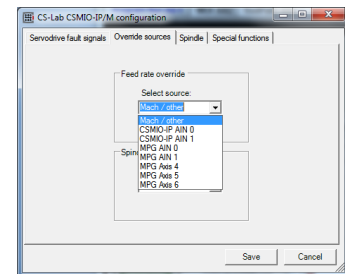 CS-Lab CSMIO-IP/M configuration
Servodrive fault signals Override sources Spindle Special functions
Feed rate override
Select source:
Mach / other
Mach / other
CSMIO-IP AIN 0
CSMIO-IP AIN 1
MPG AIN 0
MPG AIN 1
MPG Axis 4
MPG Axis 5
MPG Axis 6
Save Cancel